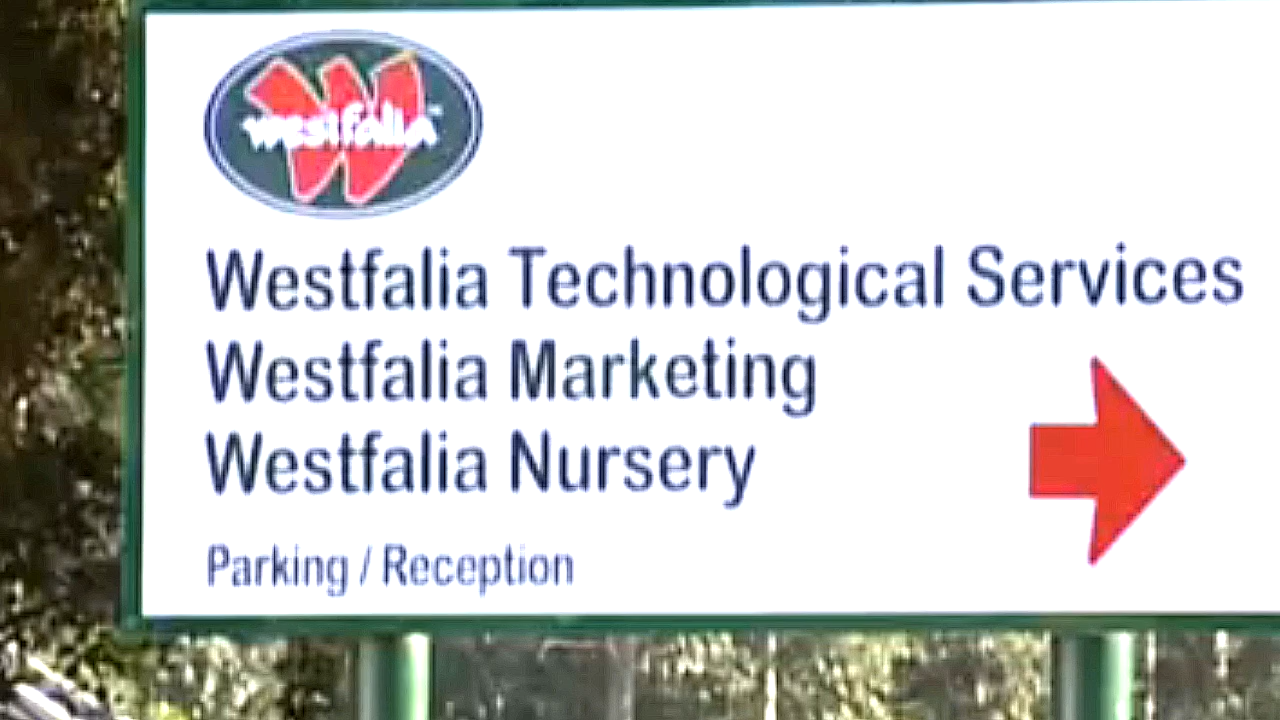 westfalia
Westfalia Technological Services
Westfalia Marketing
Westfalia Nursery
Parking / Reception